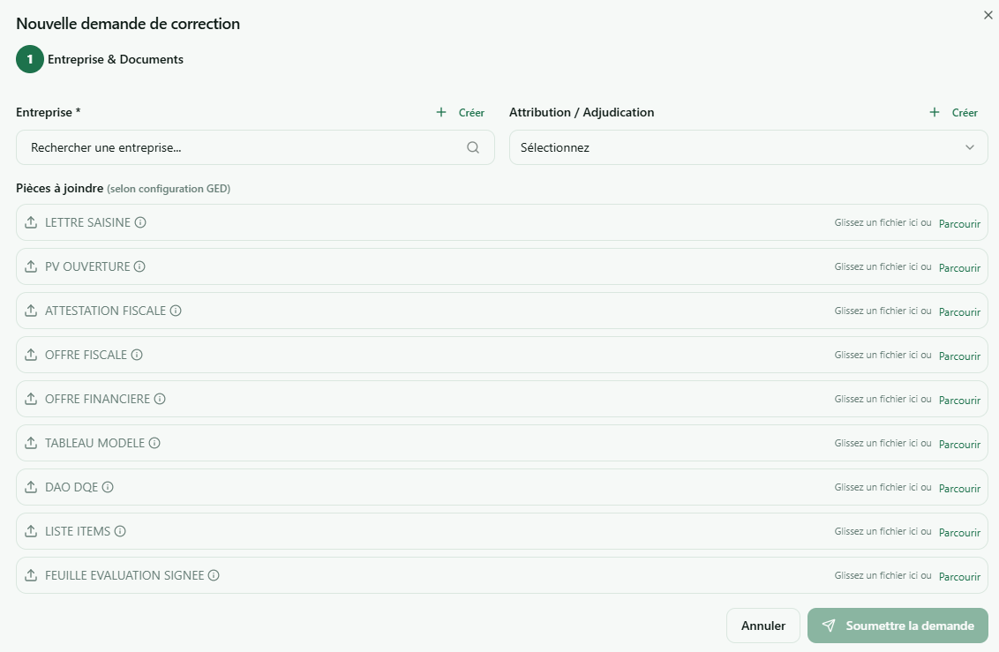 Nouvelle demande de correction
1 Entreprise & Documents
Entreprise * + Créer
Attribution / Adjudication + Créer
Rechercher une entreprise...
Sélectionnez
Pièces à joindre (selon configuration GED)
LETTRE SAISINE Glissez un fichier ici ou Parcourir
PV OUVERTURE Glissez un fichier ici ou Parcourir
ATTESTATION FISCALE Glissez un fichier ici ou Parcourir
OFFRE FISCALE Glissez un fichier ici ou Parcourir
OFFRE FINANCIERE Glissez un fichier ici ou Parcourir
TABLEAU MODELE Glissez un fichier ici ou Parcourir
DAO DQE Glissez un fichier ici ou Parcourir
LISTE ITEMS Glissez un fichier ici ou Parcourir
FEUILLE EVALUATION SIGNEE Glissez un fichier ici ou Parcourir
Annuler Soumettre la demande